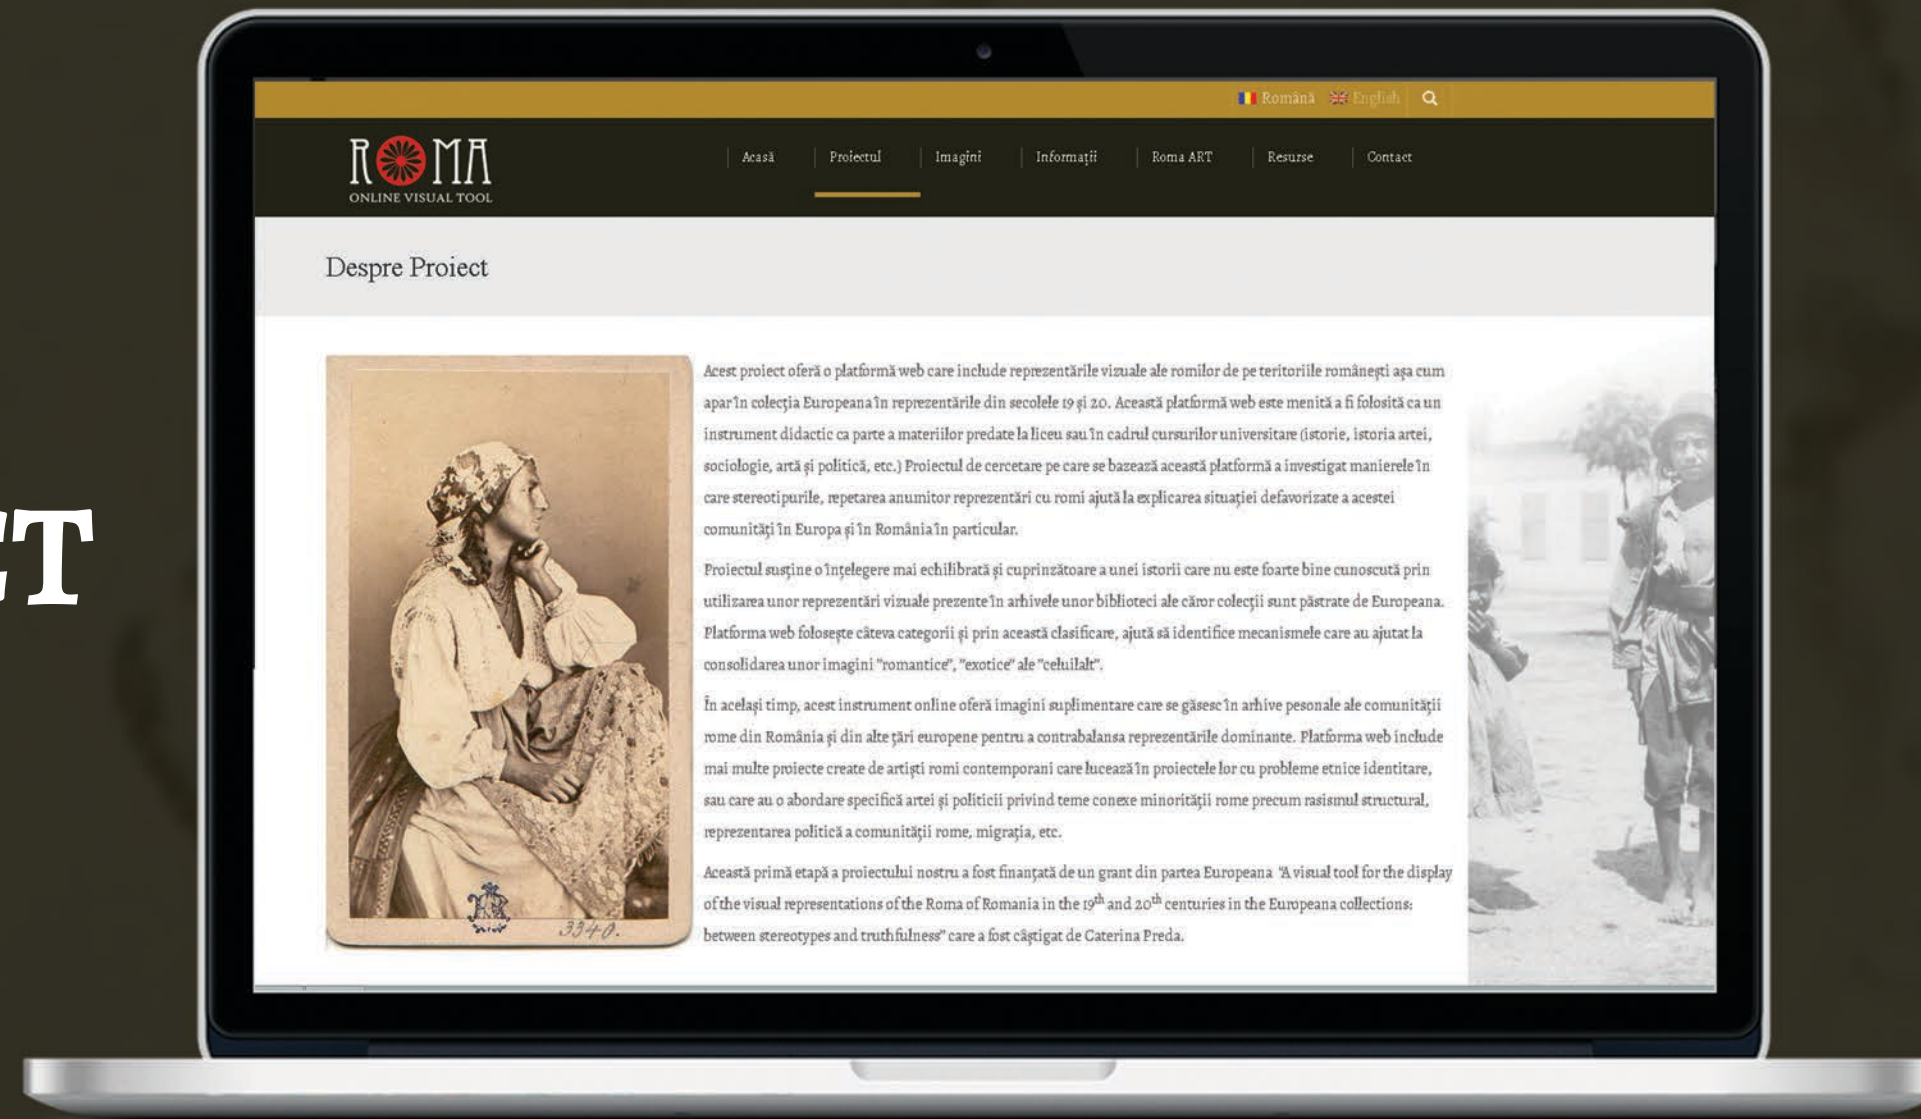 Română English
ROMA
ONLINE VISUAL TOOL
Acasă Proiectul Imagini Informații Roma ART Resurse Contact
Despre Proiect
CT
Acest proiect oferă o platformă web care include reprezentările vizuale ale romilor de pe teritoriile românești așa cum
apar în colecția Europeana în reprezentările din secolele 19 și 20. Această platformă web este menită a fi folosită ca un
instrument didactic ca parte a materiilor predate la liceu sau în cadrul cursurilor universitare (istorie, istoria artei,
sociologie, artă și politică, etc.) Proiectul de cercetare pe care se bazează această platformă a investigat manierele în
care stereotipurile, repetarea anumitor reprezentări cu romi ajută la explicarea situației defavorizate a acestei
comunități în Europa și în România în particular.
Proiectul susține o înțelegere mai echilibrată și cuprinzătoare a unei istorii care nu este foarte bine cunoscută prin
utilizarea unor reprezentări vizuale prezente în arhivele unor biblioteci ale căror colecții sunt păstrate de Europeana.
Platforma web folosește câteva categorii și prin această clasificare, ajută să identifice mecanismele care au ajutat la
consolidarea unor imagini "romantice", "exotice" ale "celuilalt".
În același timp, acest instrument online oferă imagini suplimentare care se găsesc în arhive pesonale ale comunității
rome din România și din alte țări europene pentru a contrabalansa reprezentările dominante. Platforma web include
mai multe proiecte create de artiști romi contemporani care lucează în proiectele lor cu probleme etnice identitare,
sau care au o abordare specifică artei și politicii privind teme conexe minorității rome precum rasismul structural,
reprezentarea politică a comunității rome, migrația, etc.
Această primă etapă a proiectului nostru a fost finanțată de un grant din partea Europeana "A visual tool for the display
of the visual representations of the Roma of Romania in the 19th and 20th centuries in the Europeana collections:
between stereotypes and truthfulness" care a fost câștigat de Caterina Preda.
3340.